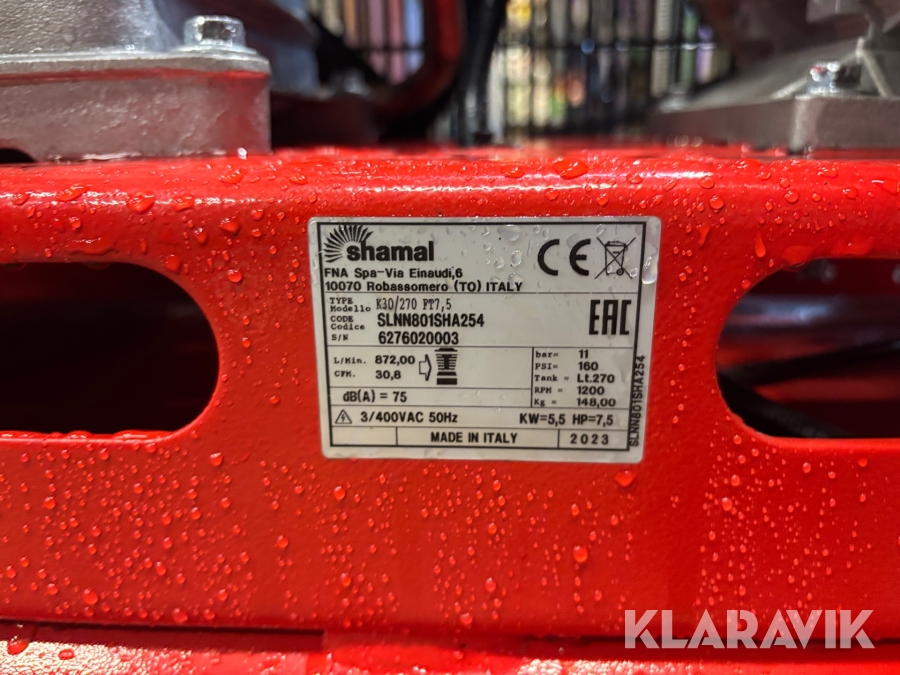 shamal
FNA Spa-Via Einaudi,6
10070 Robassomero (TO) ITALY
CE
TYPE
Modello K30/270 FT7,5
CODE
Codice SLNN801SHA254
S/N 6276020003
EAC
L/Min. 872,00
CFM. 30,8
bar= 11
PSI= 160
Tank = Lt.270
RPM = 1200
Kg = 148,00
dB(A) = 75
3/400VAC 50Hz KW=5,5 HP=7,5
MADE IN ITALY 2023
SLNN801SHA254
KLARAVIK